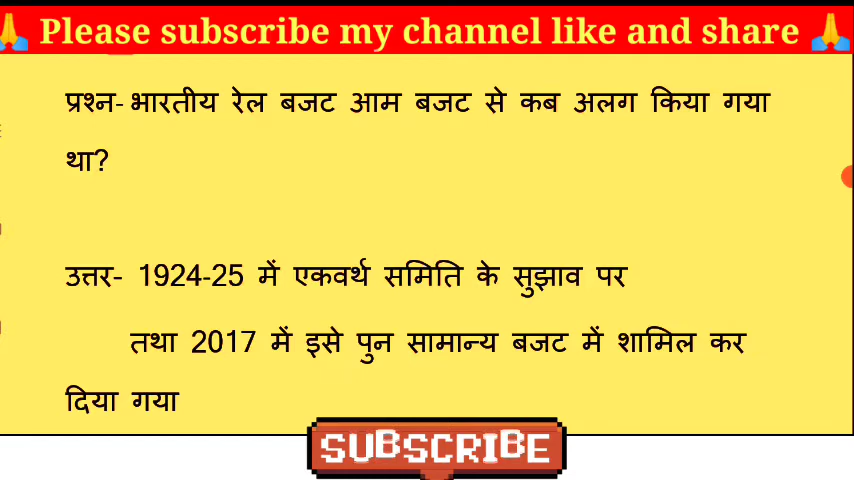 🙏 Please subscribe my channel like and share 🙏
प्रश्न- भारतीय रेल बजट आम बजट से कब अलग किया गया
था?
उत्तर- 1924-25 में एकवर्थ समिति के सुझाव पर
तथा 2017 में इसे पुन सामान्य बजट में शामिल कर
दिया गया
SUBSCRIBE